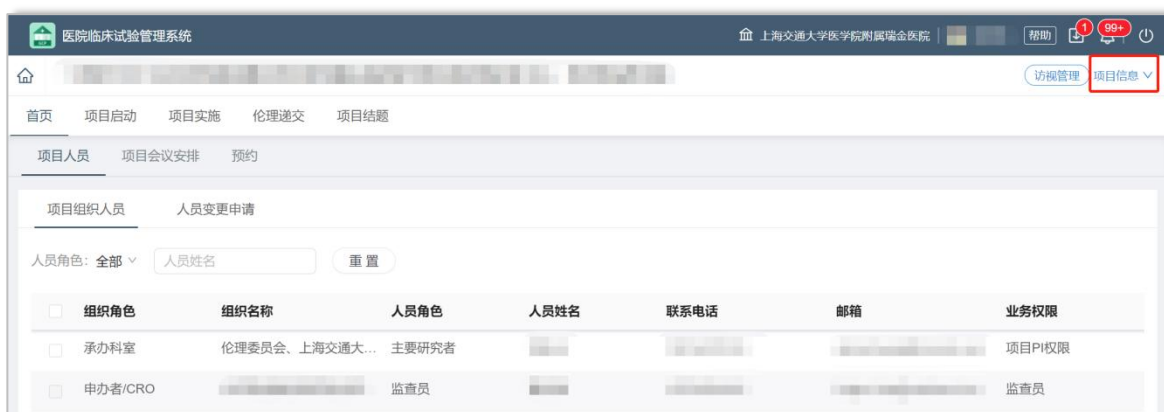 医院临床试验管理系统 上海交通大学医学院附属瑞金医院 帮助 1 99+
访视管理 项目信息
首页 项目启动 项目实施 伦理递交 项目结题
项目人员 项目会议安排 预约
项目组织人员 人员变更申请
人员角色: 全部 人员姓名 重置
组织角色 组织名称 人员角色 人员姓名 联系电话 邮箱 业务权限
承办科室 伦理委员会、上海交通大... 主要研究者 项目PI权限
申办者/CRO 监查员 监查员